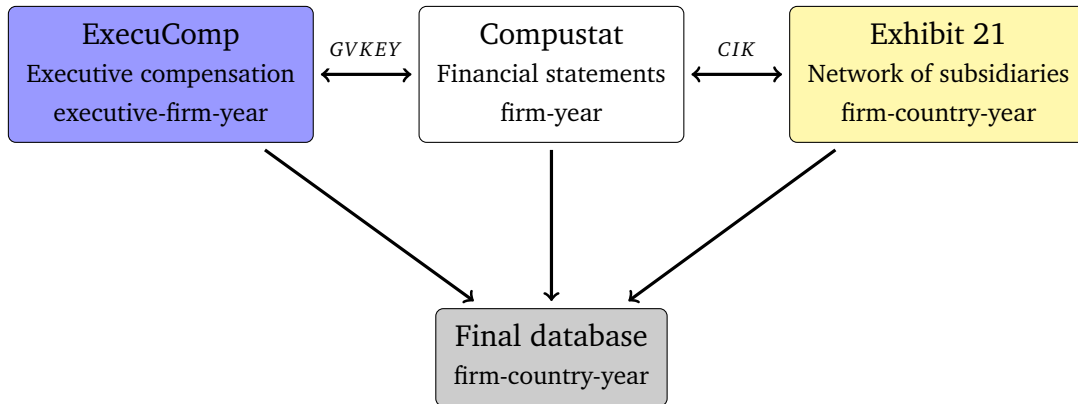 ExecuComp
Executive compensation
executive-firm-year
GVKEY
Compustat
Financial statements
firm-year
CIK
Exhibit 21
Network of subsidiaries
firm-country-year
Final database
firm-country-year